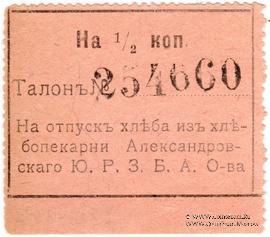 На 1/2 коп.
Талонъ № 254660
На отпускъ хлѣба изъ хлѣ-
бопекарни Александров-
скаго Ю. Р. З. Б. А. О-ва